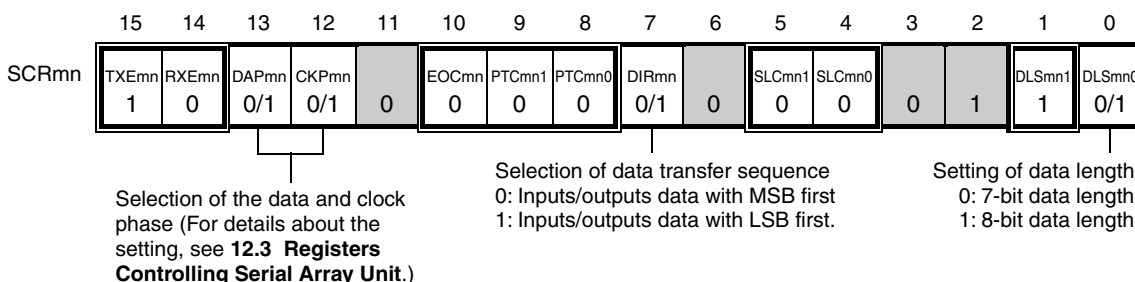 15 14 13 12 11 10 9 8 7 6 5 4 3 2 1 0
SCRmn
TXEmn RXEmn DAPmn CKPmn EOCmn PTCmn1 PTCmn0 DIRmn SLCmn1 SLCmn0 DLSmn1 DLSmn0
1 0 0/1 0/1 0 0 0 0 0/1 0 0 0 0 1 1 0/1
Selection of the data and clock
phase (For details about the
setting, see 12.3 Registers
Controlling Serial Array Unit.)
Selection of data transfer sequence
0: Inputs/outputs data with MSB first
1: Inputs/outputs data with LSB first.
Setting of data length
0: 7-bit data length
1: 8-bit data length